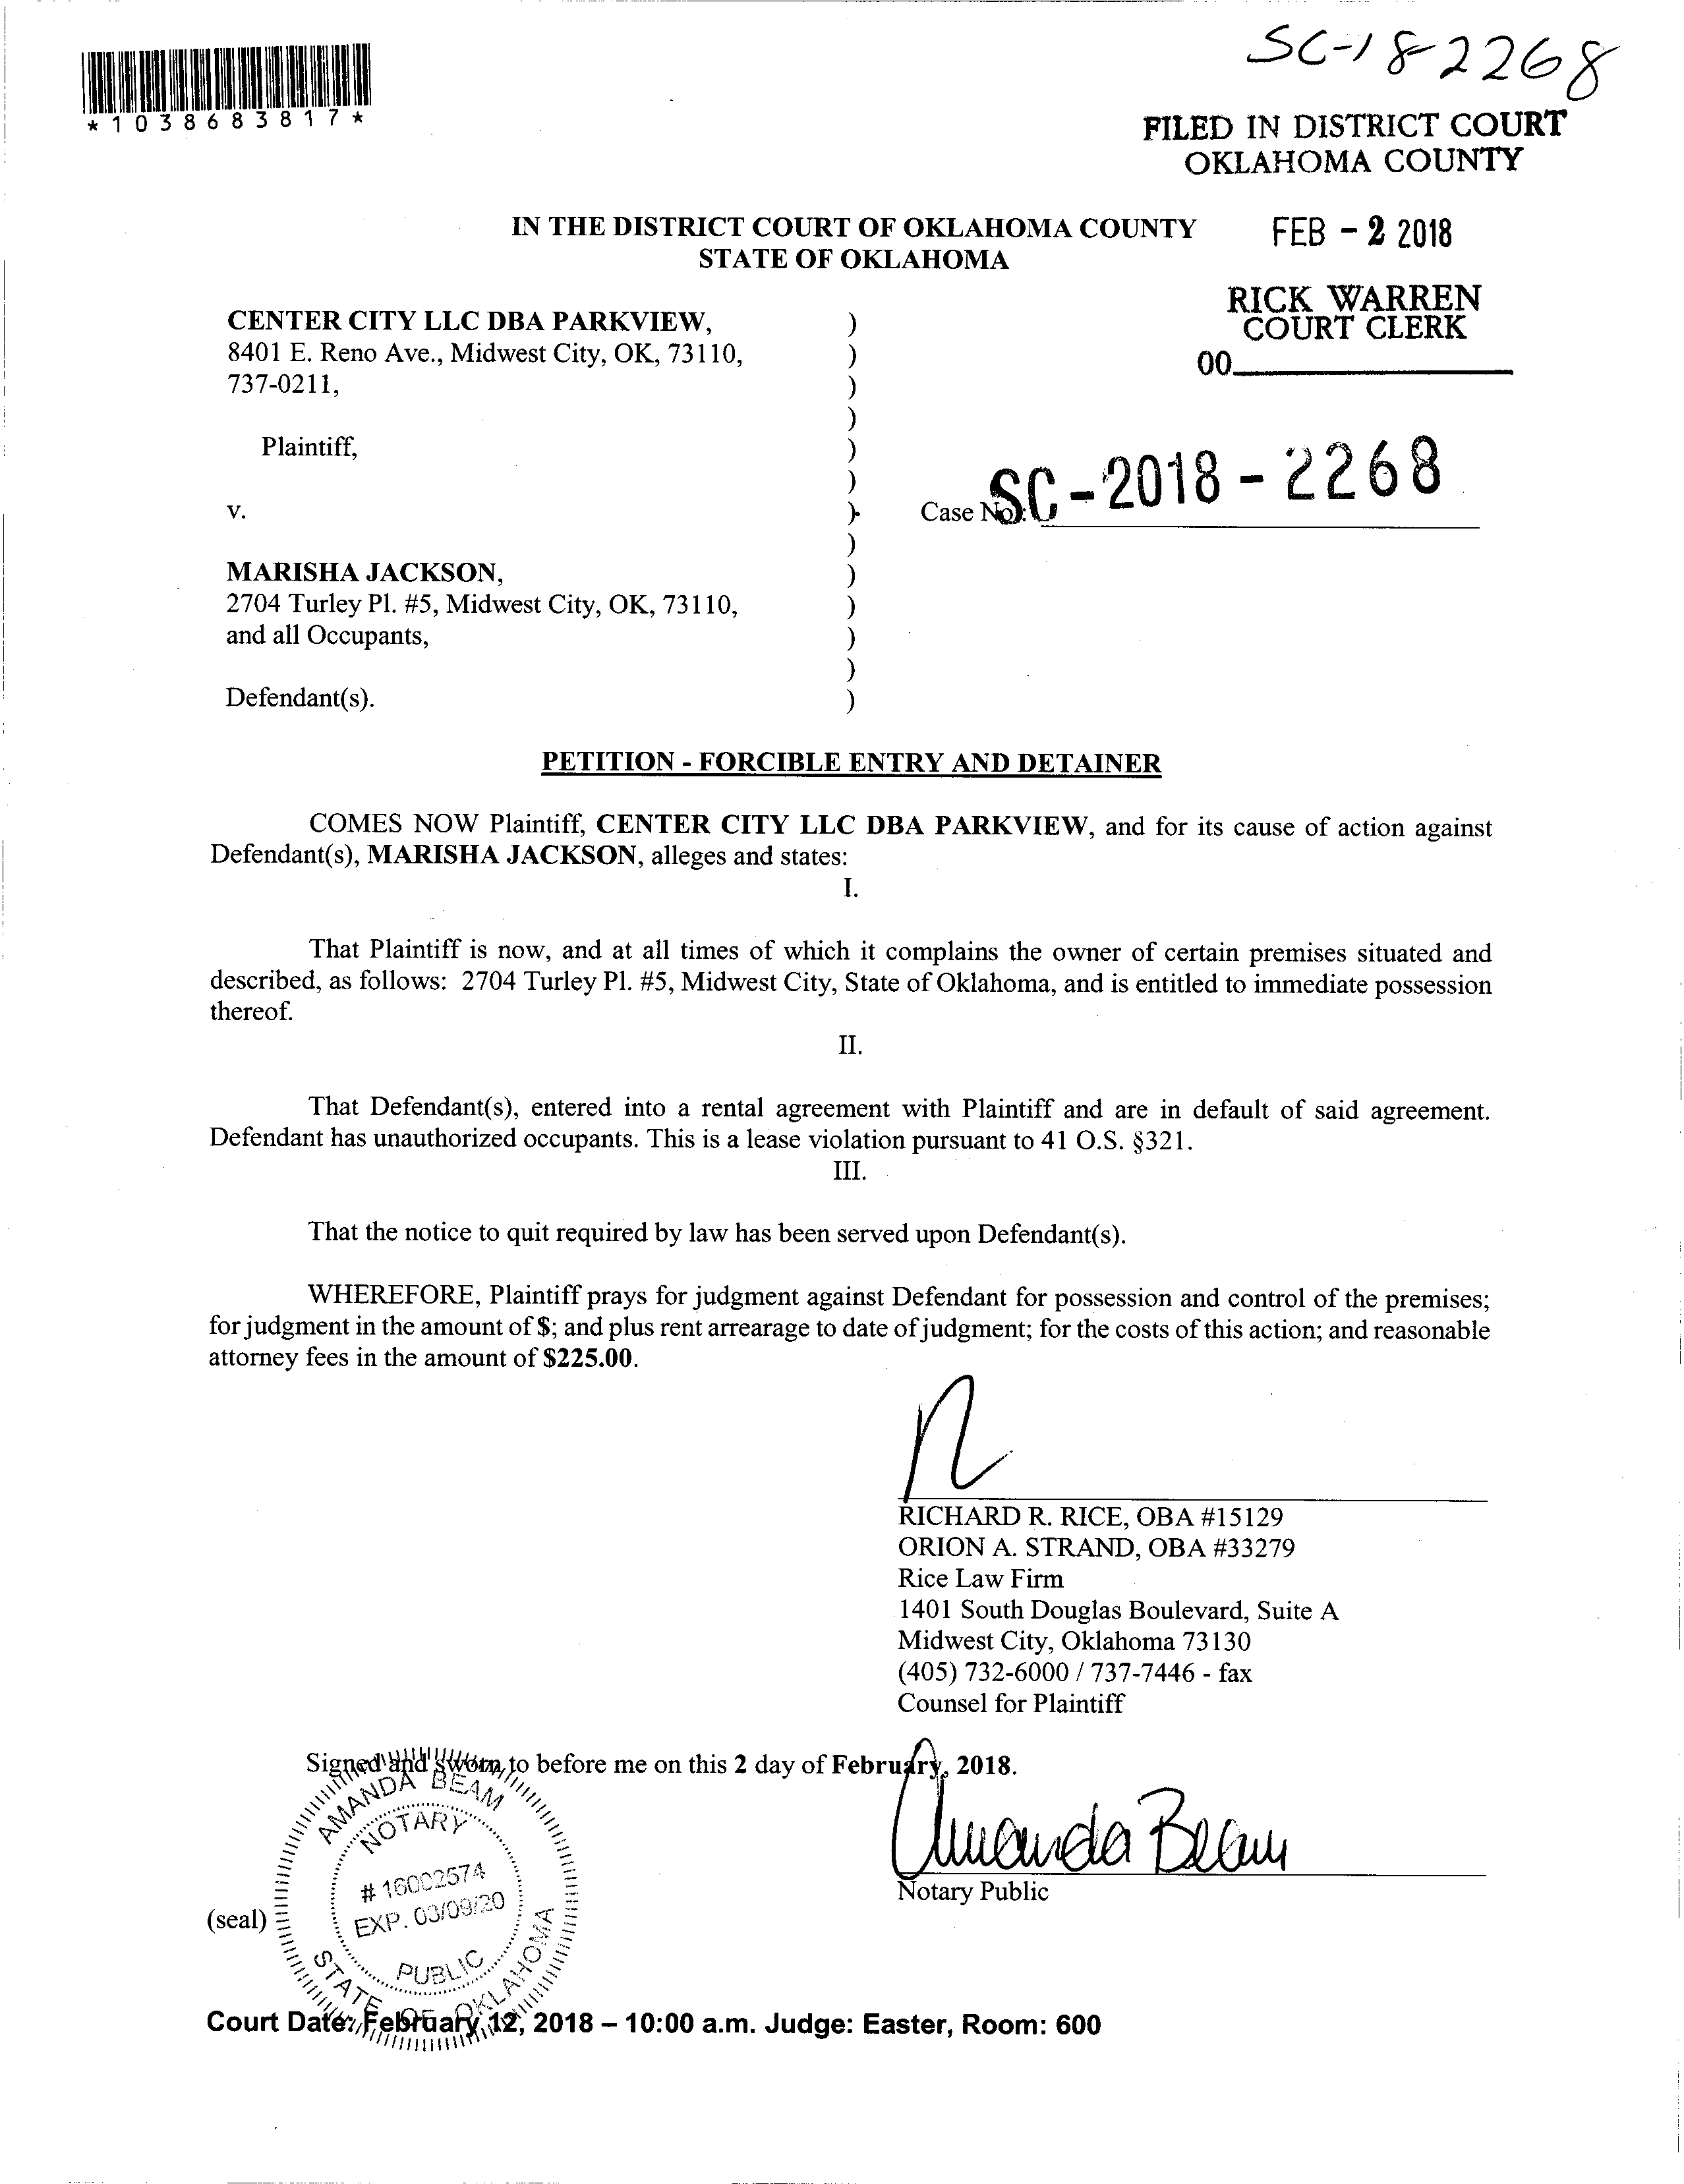 SC-18-2268
*1038683817*
FILED IN DISTRICT COURT
OKLAHOMA COUNTY
IN THE DISTRICT COURT OF OKLAHOMA COUNTY
STATE OF OKLAHOMA
FEB - 2 2018
RICK WARREN
COURT CLERK
00
CENTER CITY LLC DBA PARKVIEW, )
8401 E. Reno Ave., Midwest City, OK, 73110, )
737-0211, )
)
Plaintiff, )
)
v. )
Case No.: SC-2018-2268
)
MARISHA JACKSON, )
2704 Turley Pl. #5, Midwest City, OK, 73110, )
and all Occupants, )
)
Defendant(s). )
PETITION - FORCIBLE ENTRY AND DETAINER
COMES NOW Plaintiff, CENTER CITY LLC DBA PARKVIEW, and for its cause of action against
Defendant(s), MARISHA JACKSON, alleges and states:
I.
That Plaintiff is now, and at all times of which it complains the owner of certain premises situated and
described, as follows: 2704 Turley Pl. #5, Midwest City, State of Oklahoma, and is entitled to immediate possession
thereof.
II.
That Defendant(s), entered into a rental agreement with Plaintiff and are in default of said agreement.
Defendant has unauthorized occupants. This is a lease violation pursuant to 41 O.S. §321.
III.
That the notice to quit required by law has been served upon Defendant(s).
WHEREFORE, Plaintiff prays for judgment against Defendant for possession and control of the premises;
for judgment in the amount of $; and plus rent arrearage to date of judgment; for the costs of this action; and reasonable
attorney fees in the amount of $225.00.
RICHARD R. RICE, OBA #15129
ORION A. STRAND, OBA #33279
Rice Law Firm
1401 South Douglas Boulevard, Suite A
Midwest City, Oklahoma 73130
(405) 732-6000 / 737-7446 - fax
Counsel for Plaintiff
Signed and sworn to before me on this 2 day of February, 2018.
Amanda Beam
Notary Public
(seal)
AMANDA BEAM
NOTARY
# 16002574
EXP. 03/09/20
PUBLIC
STATE OF OKLAHOMA
Court Date: February 12, 2018 – 10:00 a.m. Judge: Easter, Room: 600